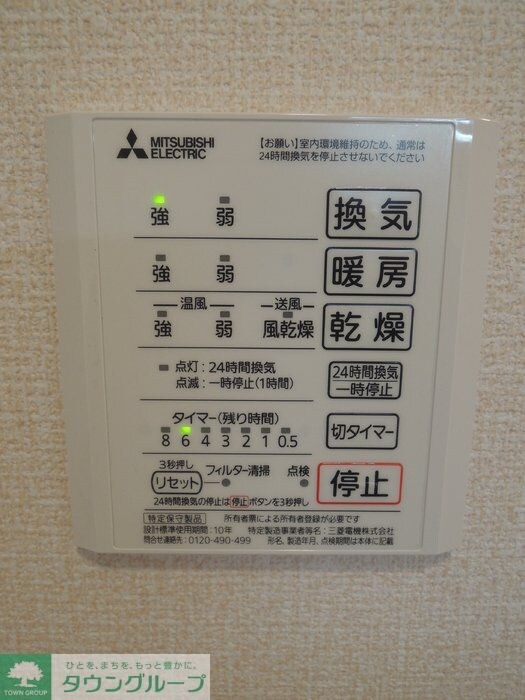 MITSUBISHI
ELECTRIC
【お願い】室内環境維持のため、通常は
24時間換気を停止させないでください
強 弱 換気
強 弱 暖房
温風 送風
強 弱 風乾燥 乾燥
点灯:24時間換気
点滅:一時停止(1時間)
24時間換気
一時停止
タイマー(残り時間)
8 6 4 3 2 1 0.5
切タイマー
3秒押し
リセット フィルター清掃 点検
停止
24時間換気の停止は停止ボタンを3秒押し
特定保守製品 所有者票による所有者登録が必要です
設計標準使用期間:10年 特定製造事業者等名:三菱電機株式会社
問合せ連絡先:0120-490-499 形名、製造年月、点検期間は本体に記載
TOWN GROUP
ひとを、まちを、もっと豊かに。
タウングループ